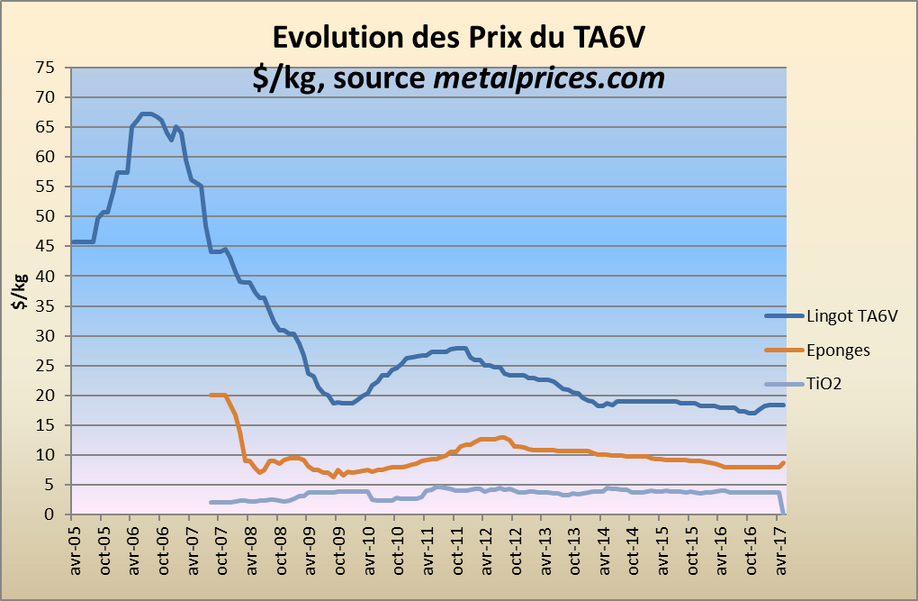 Evolution des Prix du TA6V
$/kg, source metalprices.com
75
70
65
60
55
50
45
40
35
30
25
20
15
10
5
0
$/kg
avr-05
oct-05
avr-06
oct-06
avr-07
oct-07
avr-08
oct-08
avr-09
oct-09
avr-10
oct-10
avr-11
oct-11
avr-12
oct-12
avr-13
oct-13
avr-14
oct-14
avr-15
oct-15
avr-16
oct-16
avr-17
Lingot TA6V
Eponges
TiO2